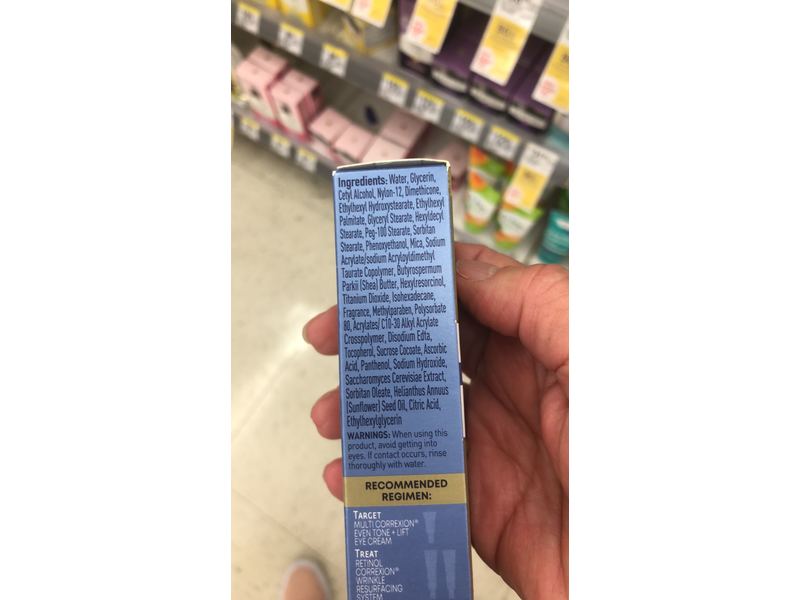 Ingredients: Water, Glycerin,
Cetyl Alcohol, Nylon-12, Dimethicone,
Ethylhexyl Hydroxystearate, Ethylhexyl
Palmitate, Glyceryl Stearate, Hexyldecyl
Stearate, Peg-100 Stearate, Sorbitan
Stearate, Phenoxyethanol, Mica, Sodium
Acrylate/sodium Acryloyldimethyl
Taurate Copolymer, Butyrospermum
Parkii (Shea) Butter, Hexylresorcinol,
Titanium Dioxide, Isohexadecane,
Fragrance, Methylparaben, Polysorbate
80, Acrylates/ C10-30 Alkyl Acrylate
Crosspolymer, Disodium Edta,
Tocopherol, Sucrose Cocoate, Ascorbic
Acid, Panthenol, Sodium Hydroxide,
Saccharomyces Cerevisiae Extract,
Sorbitan Oleate, Helianthus Annuus
(Sunflower) Seed Oil, Citric Acid,
Ethylhexylglycerin
WARNINGS: When using this
product, avoid getting into
eyes. If contact occurs, rinse
thoroughly with water.
RECOMMENDED
REGIMEN:
TARGET
MULTI CORREXION®
EVEN TONE + LIFT
EYE CREAM
TREAT
RETINOL
CORREXION®
WRINKLE
RESURFACING
SYSTEM